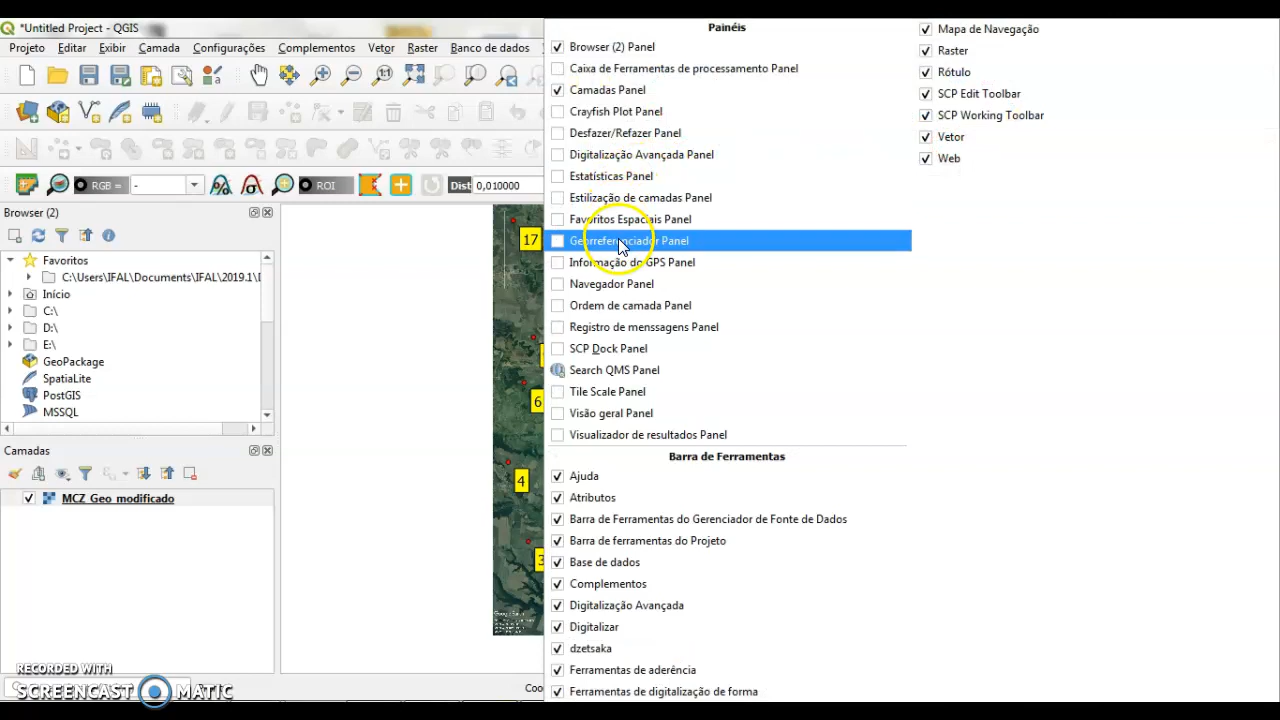 *Untitled Project - QGIS
Projeto Editar Exibir Camada Configurações Complementos Vetor Raster Banco de dados
RGB = - ROI Dist 0,010000
Browser (2)
Favoritos
C:\Users\IFAL\Documents\IFAL\2019.1\D
Início
C:\
D:\
E:\
GeoPackage
SpatiaLite
PostGIS
MSSQL
Camadas
MCZ_Geo_modificado
17
6
4
3
Google Earth
Coo
Painéis
Browser (2) Panel
Caixa de Ferramentas de processamento Panel
Camadas Panel
Crayfish Plot Panel
Desfazer/Refazer Panel
Digitalização Avançada Panel
Estatísticas Panel
Estilização de camadas Panel
Favoritos Espaciais Panel
Georreferenciador Panel
Informação do GPS Panel
Navegador Panel
Ordem de camada Panel
Registro de menssagens Panel
SCP Dock Panel
Search QMS Panel
Tile Scale Panel
Visão geral Panel
Visualizador de resultados Panel
Barra de Ferramentas
Ajuda
Atributos
Barra de Ferramentas do Gerenciador de Fonte de Dados
Barra de ferramentas do Projeto
Base de dados
Complementos
Digitalização Avançada
Digitalizar
dzetsaka
Ferramentas de aderência
Ferramentas de digitalização de forma
Mapa de Navegação
Raster
Rótulo
SCP Edit Toolbar
SCP Working Toolbar
Vetor
Web
RECORDED WITH
SCREENCAST MATIC